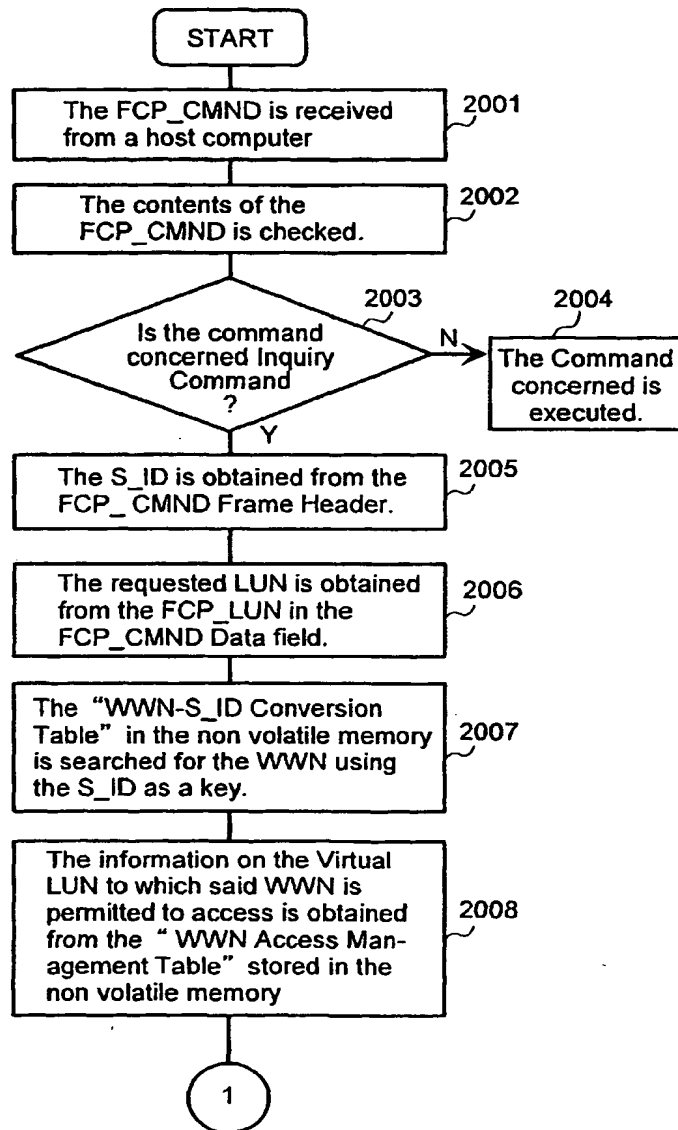 START
The FCP_CMND is received
from a host computer
2001
The contents of the
FCP_CMND is checked.
2002
2003
Is the command
concerned Inquiry
Command
?
N
Y
2004
The Command
concerned is
executed.
The S_ID is obtained from the
FCP_ CMND Frame Header.
2005
The requested LUN is obtained
from the FCP_LUN in the
FCP_CMND Data field.
2006
The “WWN-S_ID Conversion
Table” in the non volatile memory
is searched for the WWN using
the S_ID as a key.
2007
The information on the Virtual
LUN to which said WWN is
permitted to access is obtained
from the “ WWN Access Man-
agement Table” stored in the
non volatile memory
2008
1